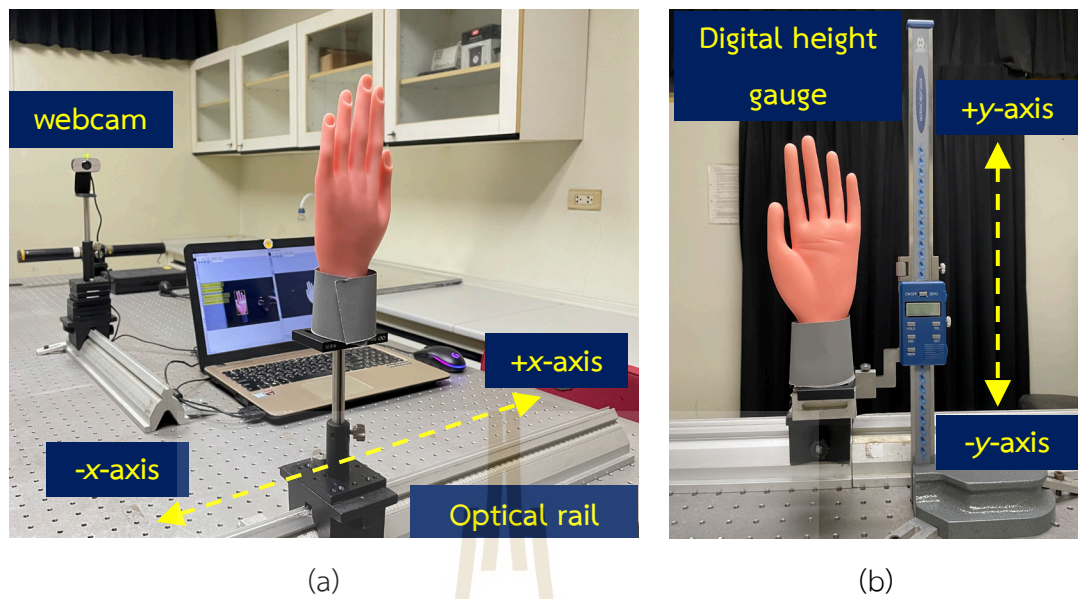 webcam
+x-axis
-x-axis
Optical rail
Digital height
gauge
+y-axis
-y-axis
(a)
(b)